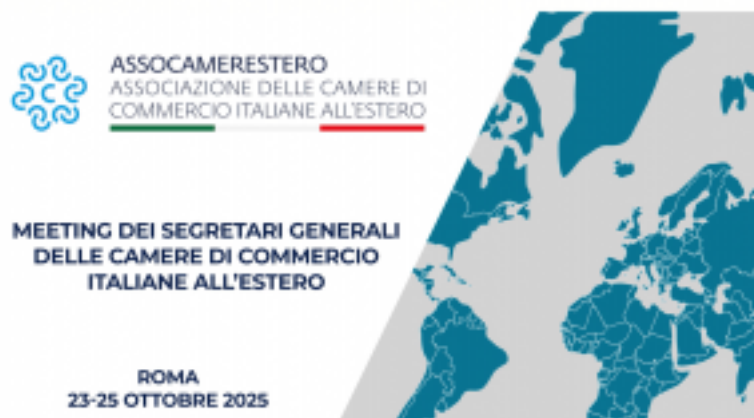 ASSOCAMERESTERO
ASSOCIAZIONE DELLE CAMERE DI
COMMERCIO ITALIANE ALL'ESTERO
MEETING DEI SEGRETARI GENERALI
DELLE CAMERE DI COMMERCIO
ITALIANE ALL'ESTERO
ROMA
23-25 OTTOBRE 2025